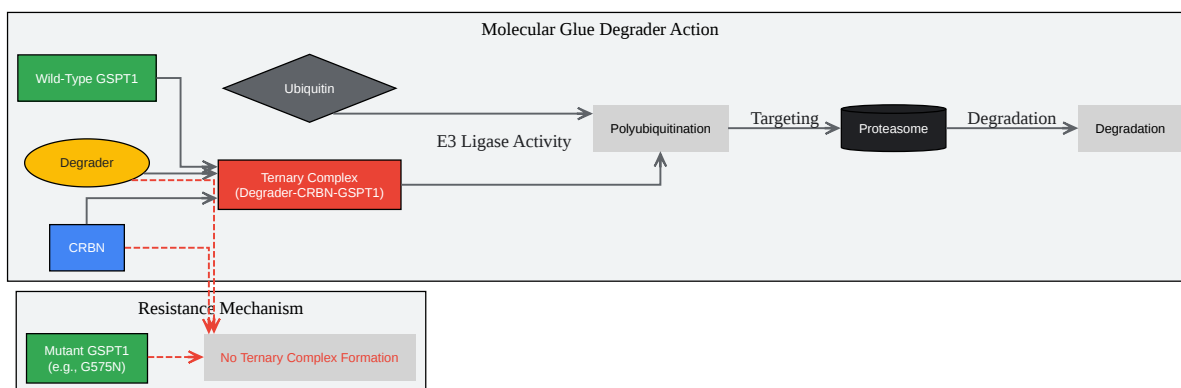 Molecular Glue Degrader Action
Wild-Type GSPT1
Ubiquitin
Polyubiquitination
Targeting
Proteasome
Degradation
Degradation
E3 Ligase Activity
Degrader
Ternary Complex
(Degrader-CRBN-GSPT1)
CRBN
Resistance Mechanism
Mutant GSPT1
(e.g., G575N)
No Ternary Complex Formation